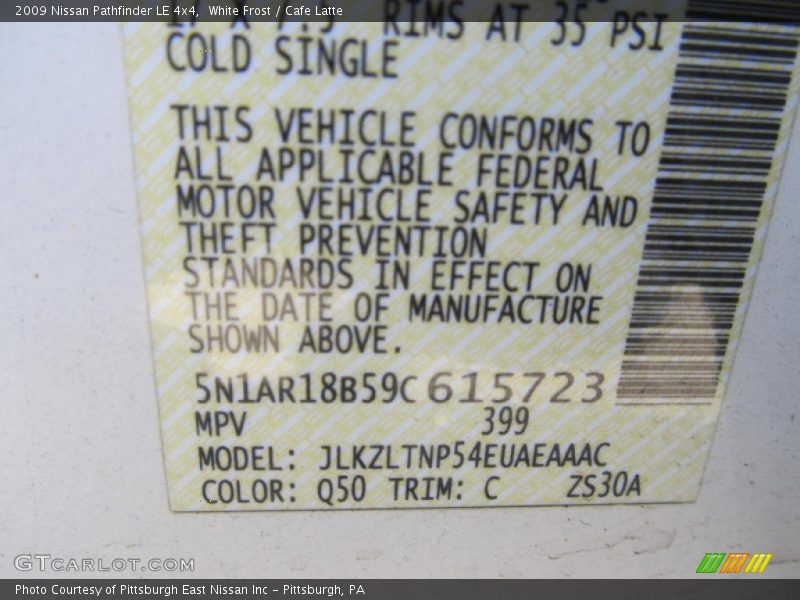 2009 Nissan Pathfinder LE 4x4, White Frost / Cafe Latte
17 X 7.5 RIMS AT 35 PSI
COLD SINGLE
THIS VEHICLE CONFORMS TO
ALL APPLICABLE FEDERAL
MOTOR VEHICLE SAFETY AND
THEFT PREVENTION
STANDARDS IN EFFECT ON
THE DATE OF MANUFACTURE
SHOWN ABOVE.
5N1AR18B59C615723
MPV 399
MODEL: JLKZLTNP54EUAEAAAC
COLOR: Q50 TRIM: C ZS30A
GTCARLOT.COM
Photo Courtesy of Pittsburgh East Nissan Inc - Pittsburgh, PA